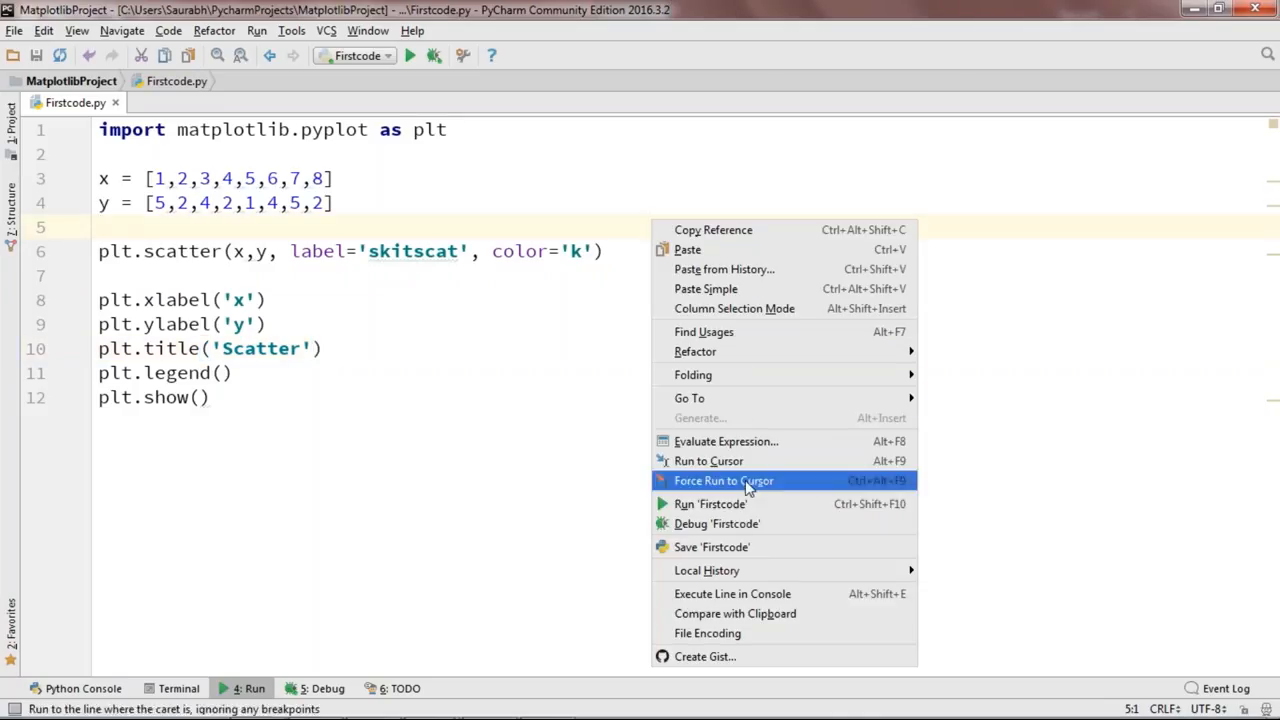 MatplotlibProject - [C:\Users\Saurabh\PycharmProjects\MatplotlibProject] - ...\Firstcode.py - PyCharm Community Edition 2016.3.2
File Edit View Navigate Code Refactor Run Tools VCS Window Help
Firstcode
MatplotlibProject Firstcode.py
Firstcode.py
1: Project
Z: Structure
2: Favorites
1 import matplotlib.pyplot as plt
2
3 x = [1,2,3,4,5,6,7,8]
4 y = [5,2,4,2,1,4,5,2]
5
6 plt.scatter(x,y, label='skitscat', color='k')
7
8 plt.xlabel('x')
9 plt.ylabel('y')
10 plt.title('Scatter')
11 plt.legend()
12 plt.show()
Copy Reference Ctrl+Alt+Shift+C
Paste Ctrl+V
Paste from History... Ctrl+Shift+V
Paste Simple Ctrl+Alt+Shift+V
Column Selection Mode Alt+Shift+Insert
Find Usages Alt+F7
Refactor
Folding
Go To
Generate... Alt+Insert
Evaluate Expression... Alt+F8
Run to Cursor Alt+F9
Force Run to Cursor Ctrl+Alt+F9
Run 'Firstcode' Ctrl+Shift+F10
Debug 'Firstcode'
Save 'Firstcode'
Local History
Execute Line in Console Alt+Shift+E
Compare with Clipboard
File Encoding
Create Gist...
Python Console Terminal 4: Run 5: Debug 6: TODO Event Log
Run to the line where the caret is, ignoring any breakpoints 5:1 CRLF÷ UTF-8÷